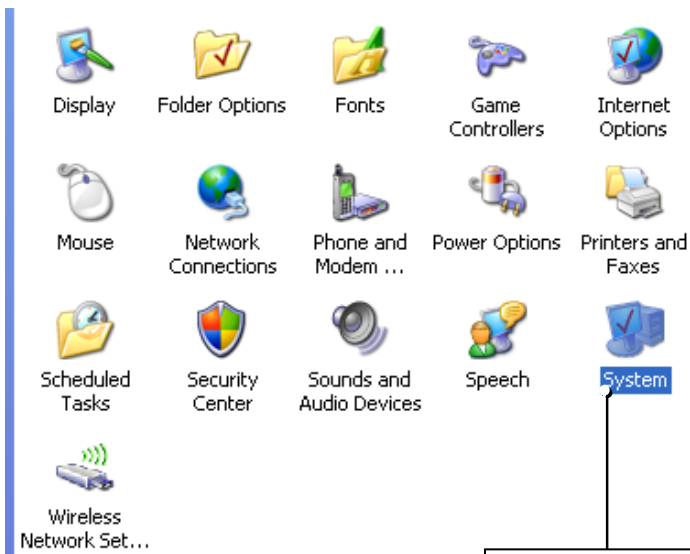 Display
Folder Options
Fonts
Game
Controllers
Internet
Options
Mouse
Network
Connections
Phone and
Modem ...
Power Options
Printers and
Faxes
Scheduled
Tasks
Security
Center
Sounds and
Audio Devices
Speech
System
Wireless
Network Set...